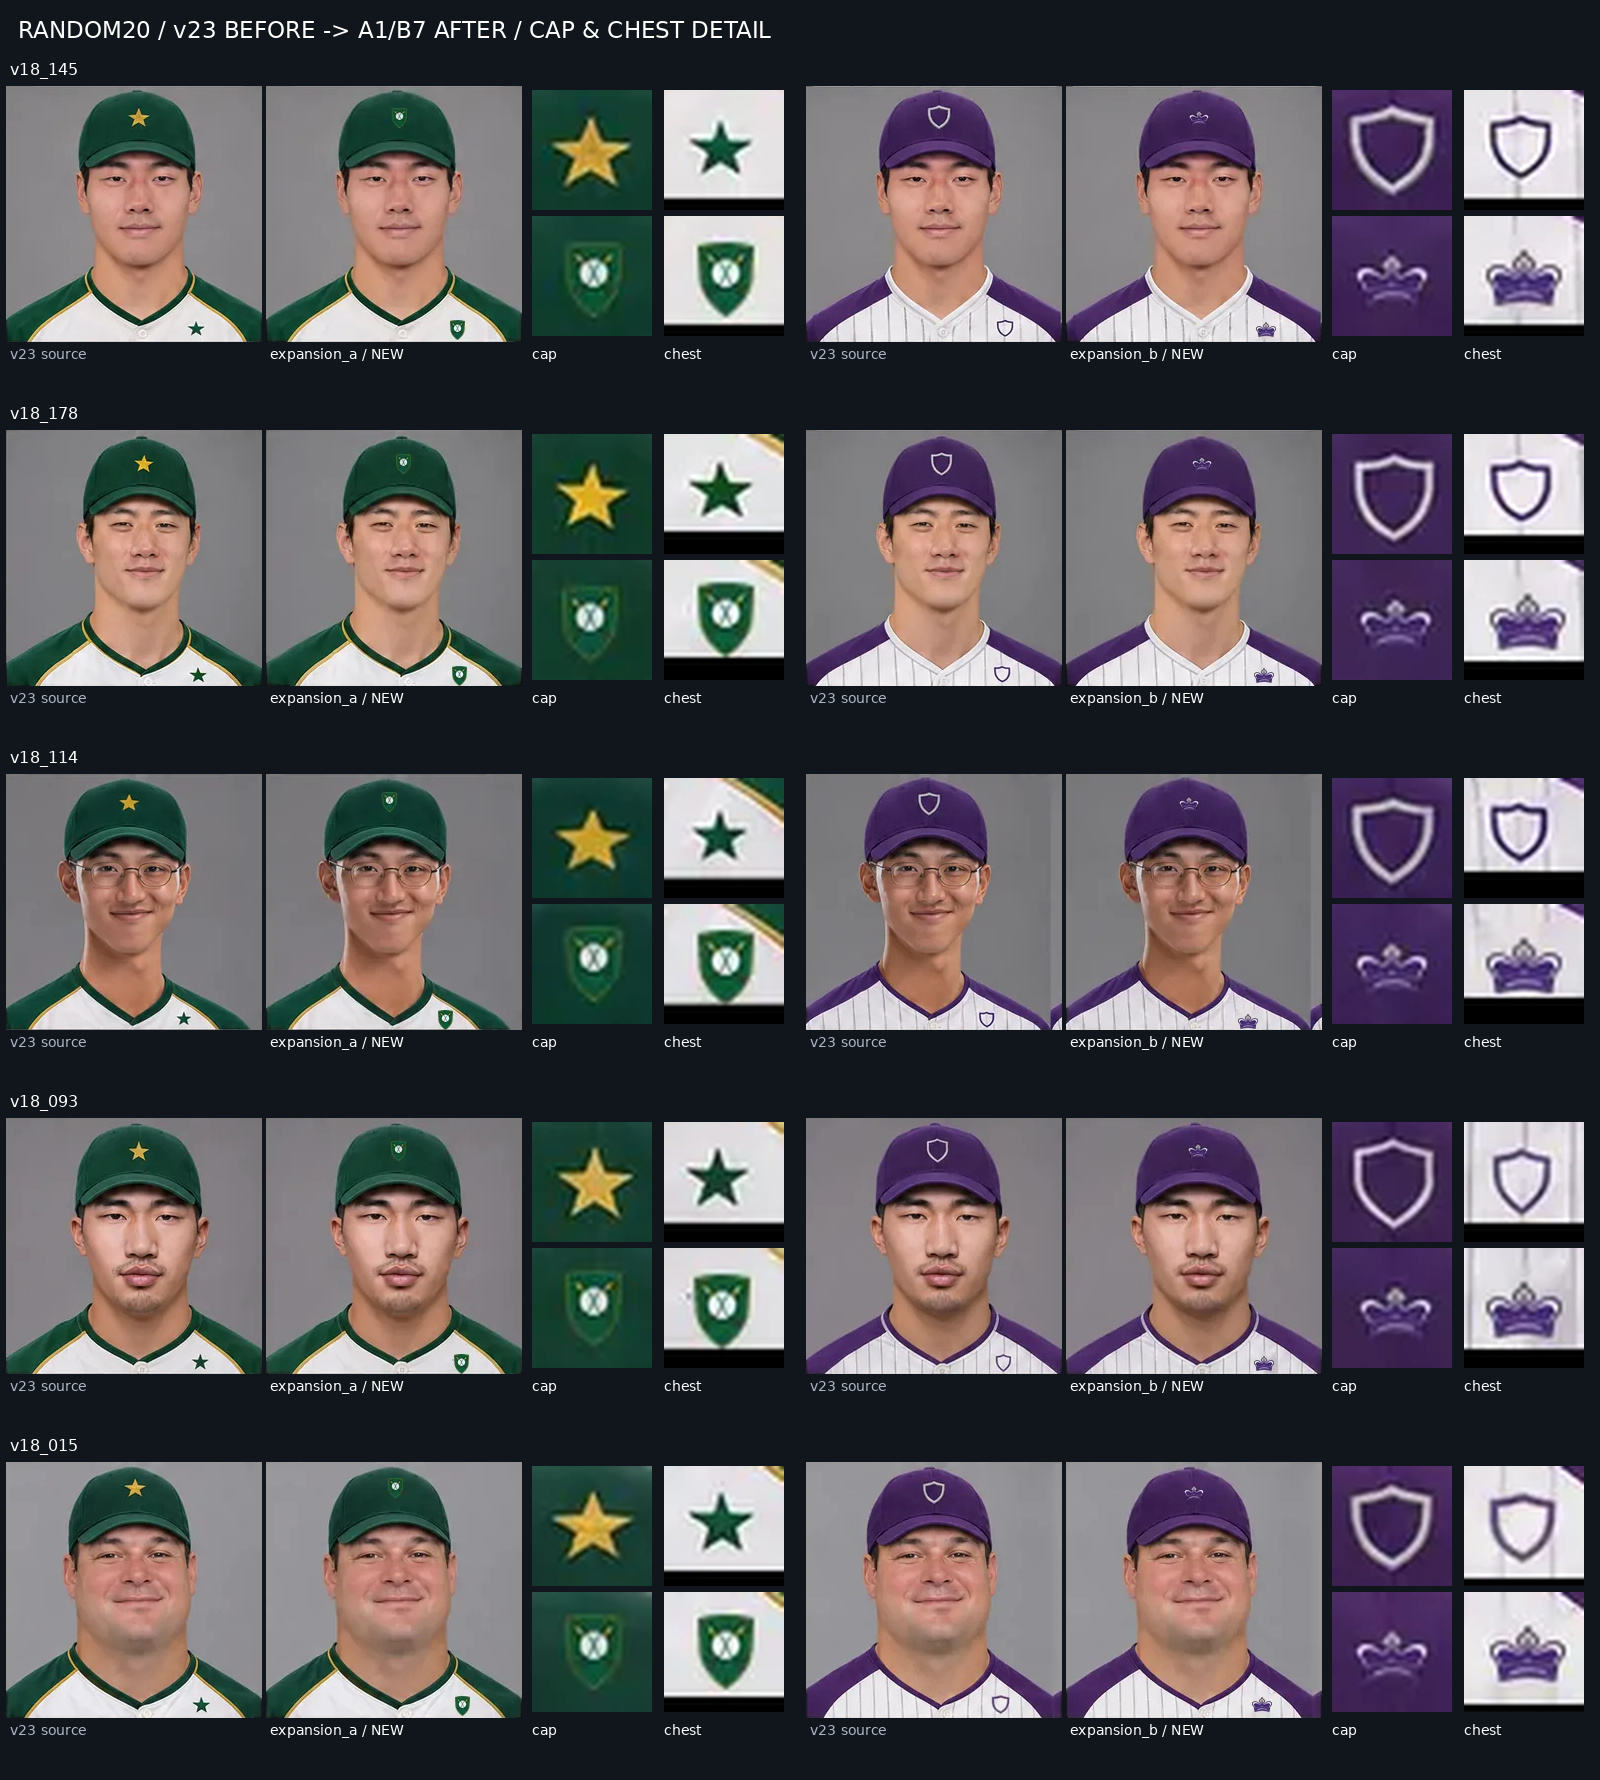 RANDOM20 / v23 BEFORE -> A1/B7 AFTER / CAP & CHEST DETAIL
v18_145
v23 source expansion_a / NEW cap chest v23 source expansion_b / NEW cap chest
v18_178
v23 source expansion_a / NEW cap chest v23 source expansion_b / NEW cap chest
v18_114
v23 source expansion_a / NEW cap chest v23 source expansion_b / NEW cap chest
v18_093
v23 source expansion_a / NEW cap chest v23 source expansion_b / NEW cap chest
v18_015
v23 source expansion_a / NEW cap chest v23 source expansion_b / NEW cap chest